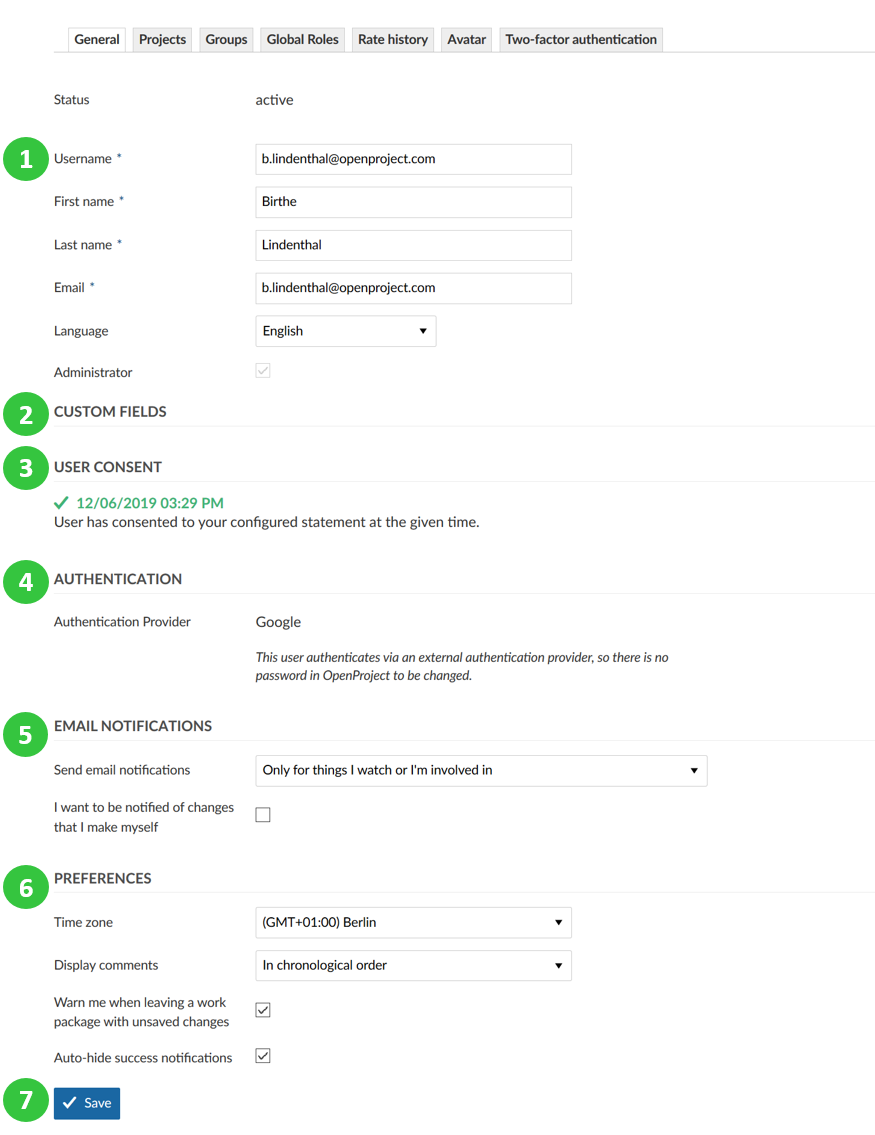 General Projects Groups Global Roles Rate history Avatar Two-factor authentication
Status active
1 Username * b.lindenthal@openproject.com
First name * Birthe
Last name * Lindenthal
Email * b.lindenthal@openproject.com
Language English
Administrator
2 CUSTOM FIELDS
3 USER CONSENT
12/06/2019 03:29 PM
User has consented to your configured statement at the given time.
4 AUTHENTICATION
Authentication Provider Google
This user authenticates via an external authentication provider, so there is no
password in OpenProject to be changed.
5 EMAIL NOTIFICATIONS
Send email notifications Only for things I watch or I'm involved in
I want to be notified of changes
that I make myself
6 PREFERENCES
Time zone (GMT+01:00) Berlin
Display comments In chronological order
Warn me when leaving a work
package with unsaved changes
Auto-hide success notifications
7 Save